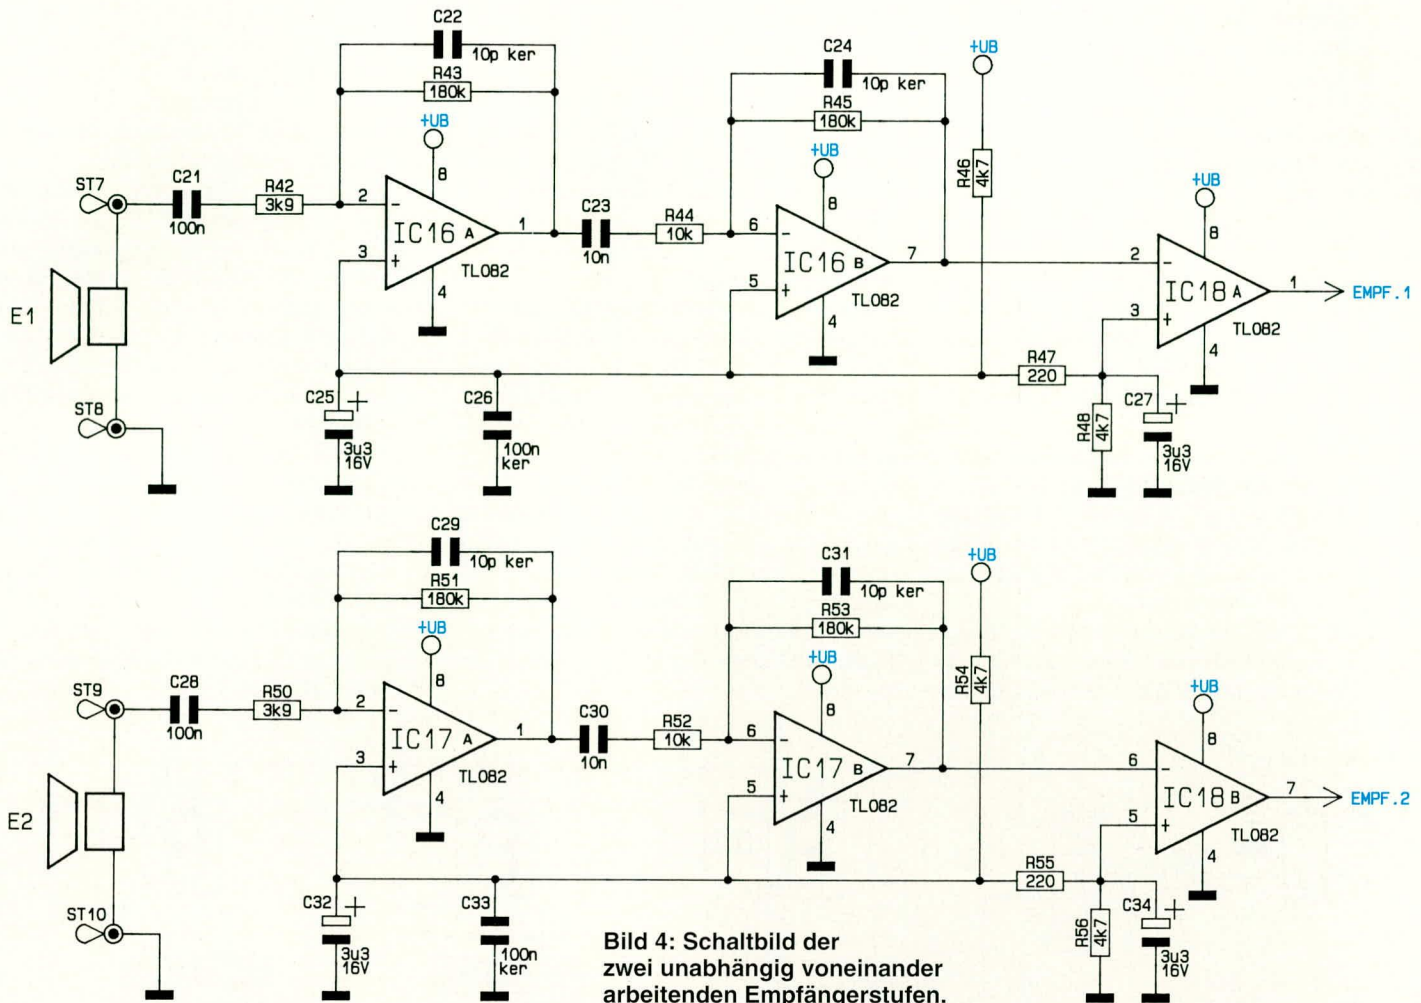 C22
10p ker
R43
180k
+UB
8
C24
10p ker
R45
180k
+UB
8
+UB
R46
4k7
ST7
C21
100n
R42
3k9
2
-
IC16 A
1
3
+
TL082
4
C23
10n
R44
10k
6
-
IC16 B
7
5
+
TL082
4
+UB
8
2
-
IC18 A
1
EMPF.1
3
+
TL082
4
E1
ST8
C25
+
3u3
16V
C26
100n
ker
R47
220
R48
4k7
C27
+
3u3
16V
C29
10p ker
R51
180k
+UB
8
C31
10p ker
R53
180k
+UB
8
+UB
R54
4k7
ST9
C28
100n
R50
3k9
2
-
IC17 A
1
3
+
TL082
4
C30
10n
R52
10k
6
-
IC17 B
7
5
+
TL082
4
+UB
8
6
-
IC18 B
7
EMPF.2
5
+
TL082
4
E2
ST10
C32
+
3u3
16V
C33
100n
ker
R55
220
R56
4k7
C34
+
3u3
16V
Bild 4: Schaltbild der
zwei unabhängig voneinander
arbeitenden Empfängerstufen.